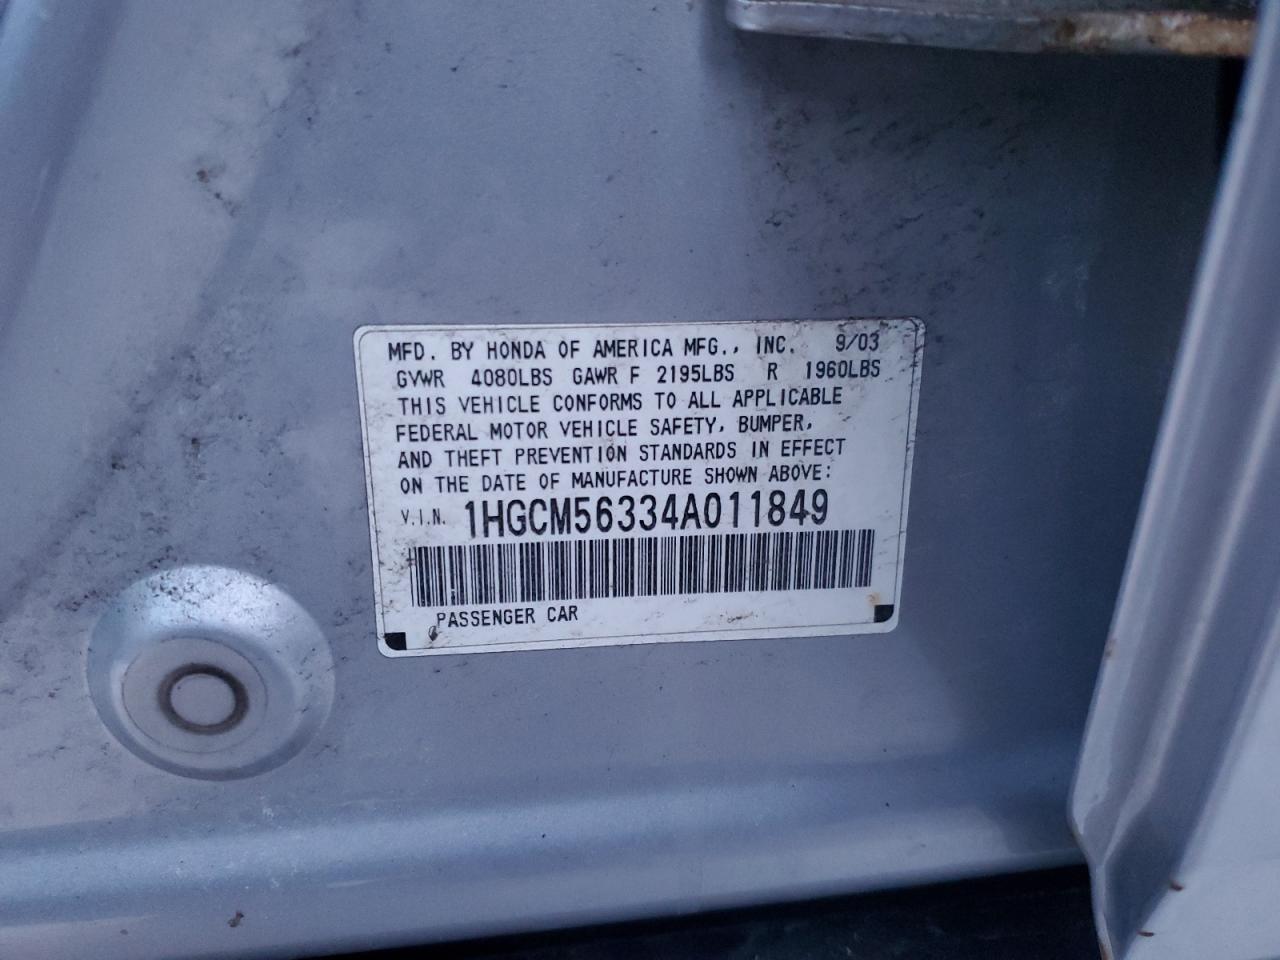 MFD. BY HONDA OF AMERICA MFG., INC. 9/03
GVWR 4080LBS GAWR F 2195LBS R 1960LBS
THIS VEHICLE CONFORMS TO ALL APPLICABLE
FEDERAL MOTOR VEHICLE SAFETY, BUMPER,
AND THEFT PREVENTION STANDARDS IN EFFECT
ON THE DATE OF MANUFACTURE SHOWN ABOVE:
V.I.N. 1HGCM56334A011849
PASSENGER CAR